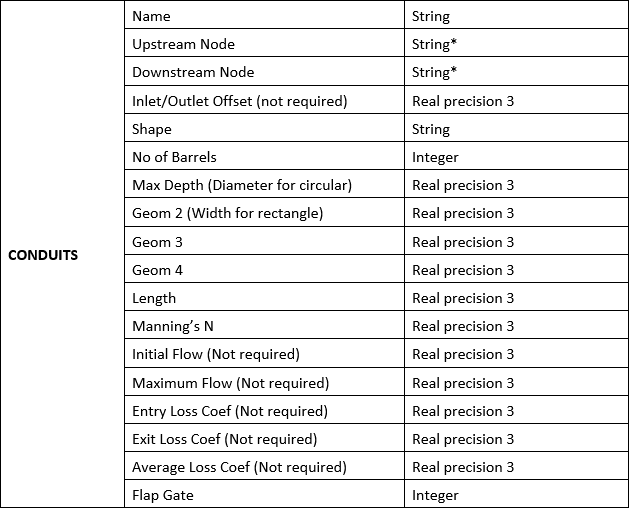 CONDUITS
Name String
Upstream Node String*
Downstream Node String*
Inlet/Outlet Offset (not required) Real precision 3
Shape String
No of Barrels Integer
Max Depth (Diameter for circular) Real precision 3
Geom 2 (Width for rectangle) Real precision 3
Geom 3 Real precision 3
Geom 4 Real precision 3
Length Real precision 3
Manning’s N Real precision 3
Initial Flow (Not required) Real precision 3
Maximum Flow (Not required) Real precision 3
Entry Loss Coef (Not required) Real precision 3
Exit Loss Coef (Not required) Real precision 3
Average Loss Coef (Not required) Real precision 3
Flap Gate Integer